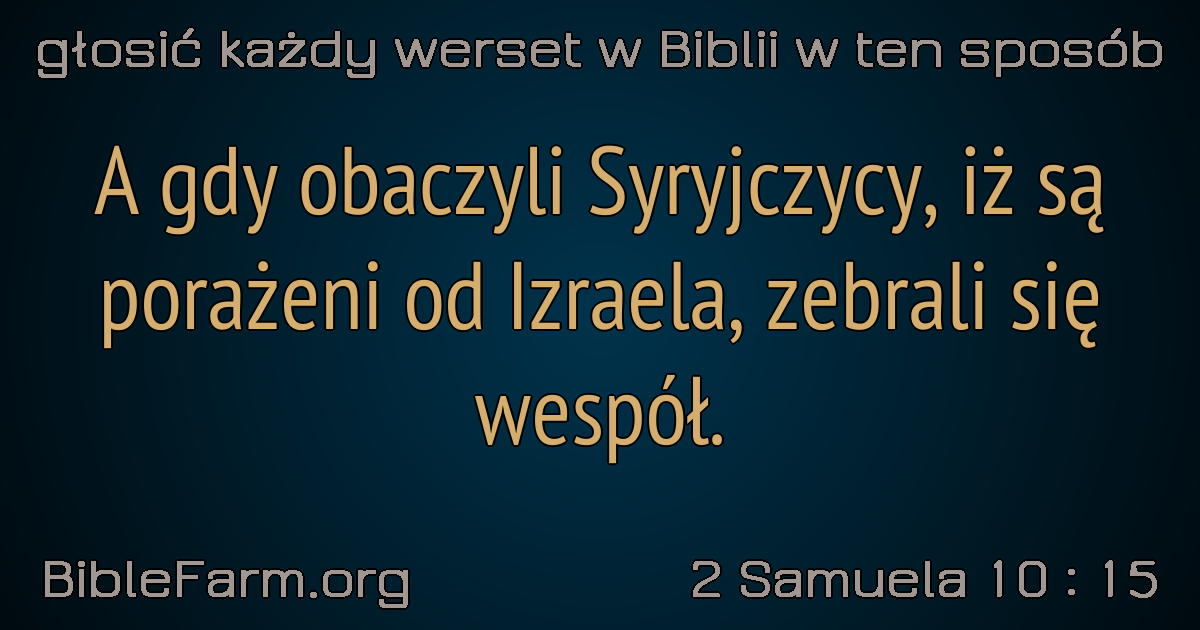 głosić każdy werset w Biblii w ten sposób
A gdy obaczyli Syryjczycy, iż są
porażeni od Izraela, zebrali się
wespół.
BibleFarm.org
2 Samuela 10 : 15